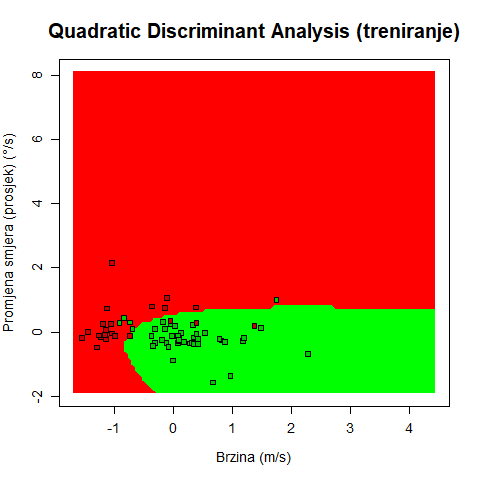 Quadratic Discriminant Analysis (treniranje)
Promjena smjera (prosjek) (°/s)
8
6
4
2
0
-2
-1 0 1 2 3 4
Brzina (m/s)